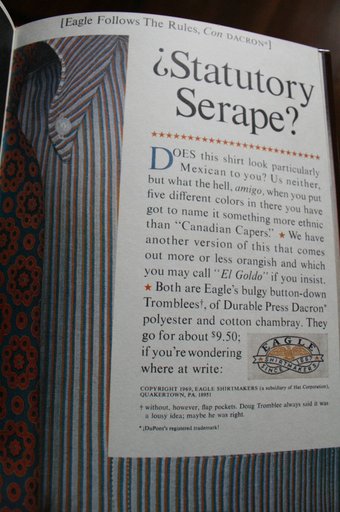 [Eagle Follows The Rules, Con DACRON*]
¿Statutory
Serape?
DOES this shirt look particularly
Mexican to you? Us neither,
but what the hell, amigo, when you put
five different colors in there you have
got to name it something more ethnic
than "Canadian Capers." ★ We have
another version of this that comes
out more or less orangish and which
you may call "El Goldo" if you insist.
★ Both are Eagle's bulgy button-down
Tromblees†, of Durable Press Dacron*
polyester and cotton chambray. They
go for about $9.50;
if you're wondering
where at write:
EAGLE
SHIRTMAKERS
SINCE 1867
COPYRIGHT 1969, EAGLE SHIRTMAKERS (a subsidiary of Hat Corporation),
QUAKERTOWN, PA. 18951
† without, however, flap pockets. Doug Tromblee always said it was
a lousy idea; maybe he was right.
* ¡DuPont's registered trademark!